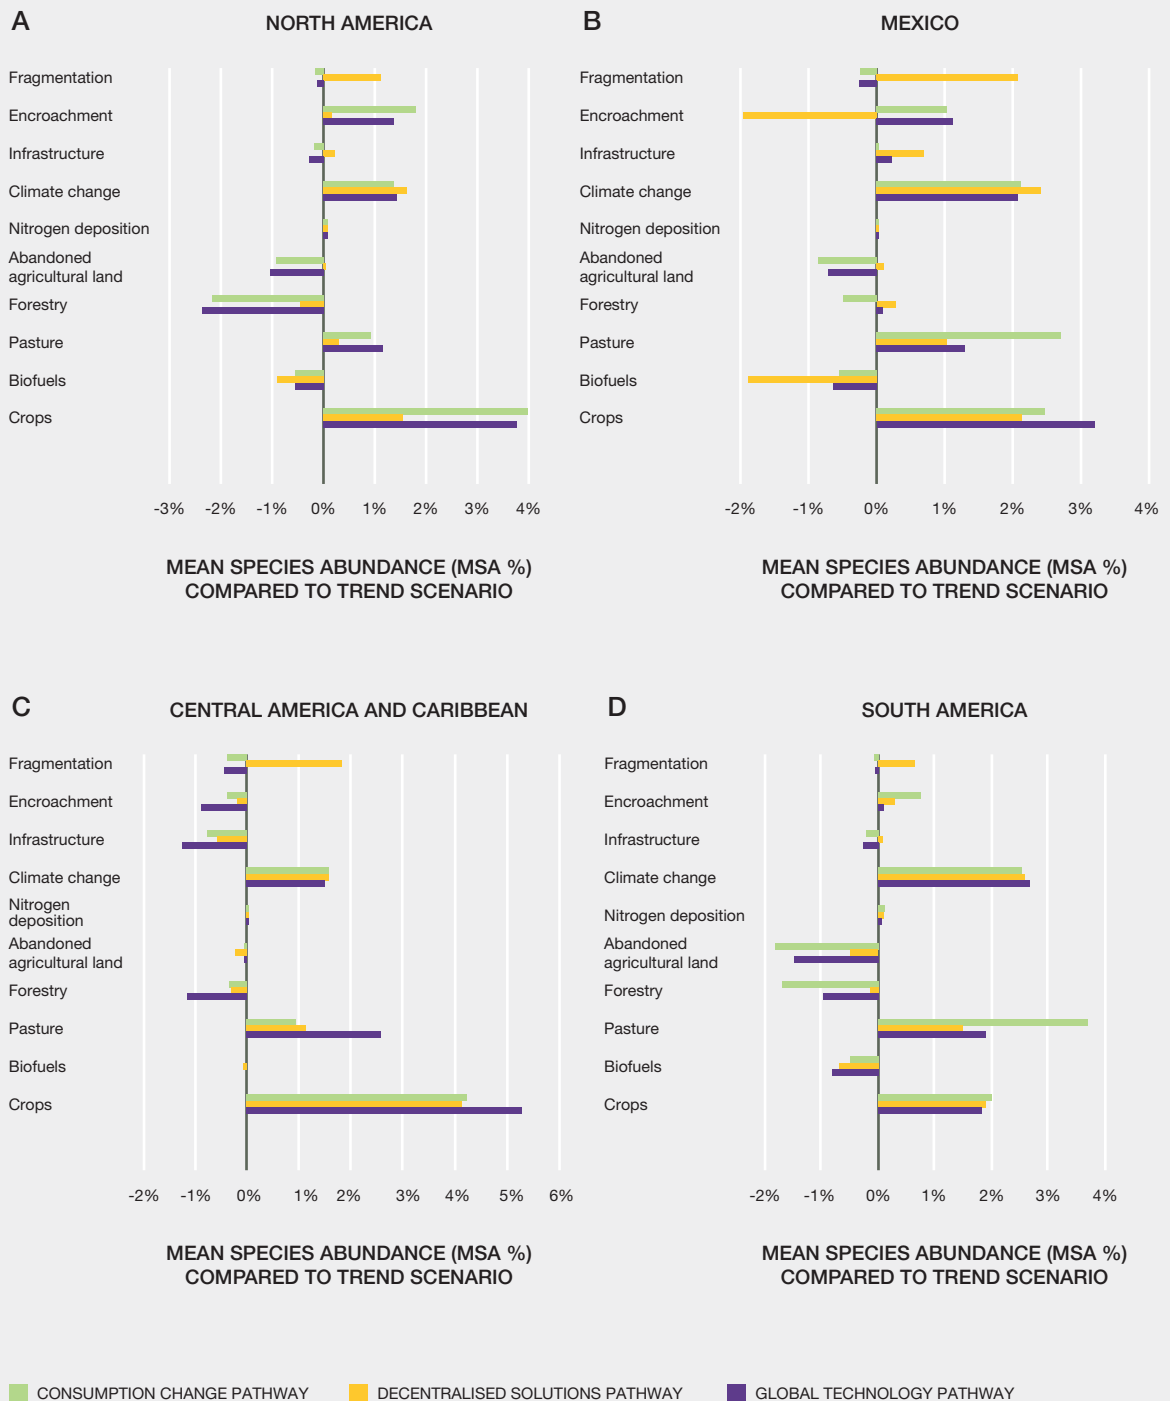 A
NORTH AMERICA
Fragmentation
Encroachment
Infrastructure
Climate change
Nitrogen deposition
Abandoned
agricultural land
Forestry
Pasture
Biofuels
Crops
-3% -2% -1% 0% 1% 2% 3% 4%
MEAN SPECIES ABUNDANCE (MSA %)
COMPARED TO TREND SCENARIO
B
MEXICO
Fragmentation
Encroachment
Infrastructure
Climate change
Nitrogen deposition
Abandoned
agricultural land
Forestry
Pasture
Biofuels
Crops
-2% -1% 0% 1% 2% 3% 4%
MEAN SPECIES ABUNDANCE (MSA %)
COMPARED TO TREND SCENARIO
C
CENTRAL AMERICA AND CARIBBEAN
Fragmentation
Encroachment
Infrastructure
Climate change
Nitrogen
deposition
Abandoned
agricultural land
Forestry
Pasture
Biofuels
Crops
-2% -1% 0% 1% 2% 3% 4% 5% 6%
MEAN SPECIES ABUNDANCE (MSA %)
COMPARED TO TREND SCENARIO
D
SOUTH AMERICA
Fragmentation
Encroachment
Infrastructure
Climate change
Nitrogen deposition
Abandoned
agricultural land
Forestry
Pasture
Biofuels
Crops
-2% -1% 0% 1% 2% 3% 4%
MEAN SPECIES ABUNDANCE (MSA %)
COMPARED TO TREND SCENARIO
CONSUMPTION CHANGE PATHWAY DECENTRALISED SOLUTIONS PATHWAY GLOBAL TECHNOLOGY PATHWAY